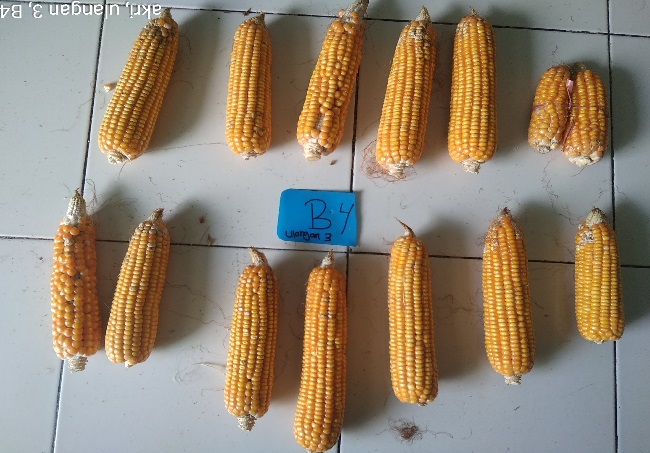 akri, ulangan 3, B4
B4
ulangan 3